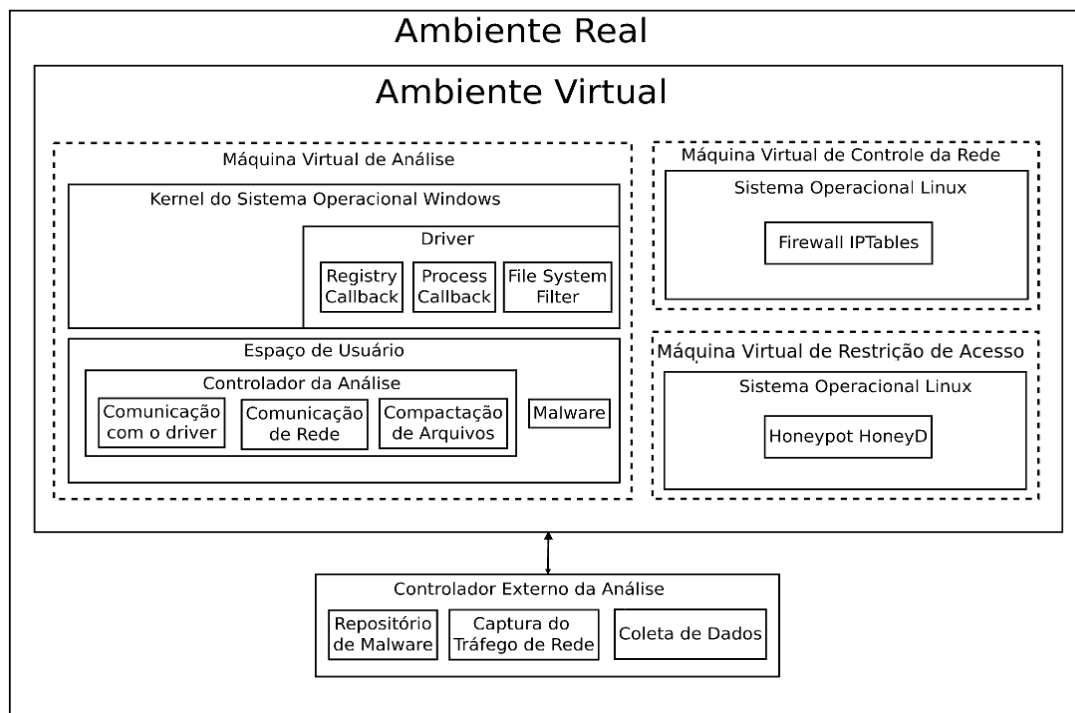 Ambiente Real
Ambiente Virtual
Máquina Virtual de Análise
Kernel do Sistema Operacional Windows
Driver
Registry
Callback
Process
Callback
File System
Filter
Espaço de Usuário
Controlador da Análise
Comunicação
com o driver
Comunicação
de Rede
Compactação
de Arquivos
Malware
Máquina Virtual de Controle da Rede
Sistema Operacional Linux
Firewall IPTables
Máquina Virtual de Restrição de Acesso
Sistema Operacional Linux
Honeypot HoneyD
Controlador Externo da Análise
Repositório
de Malware
Captura do
Tráfego de Rede
Coleta de Dados